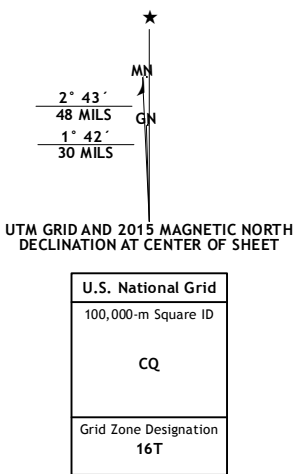 ★
MN
2° 43´
48 MILS
GN
1° 42´
30 MILS
UTM GRID AND 2015 MAGNETIC NORTH
DECLINATION AT CENTER OF SHEET
U.S. National Grid
100,000-m Square ID
CQ
Grid Zone Designation
16T